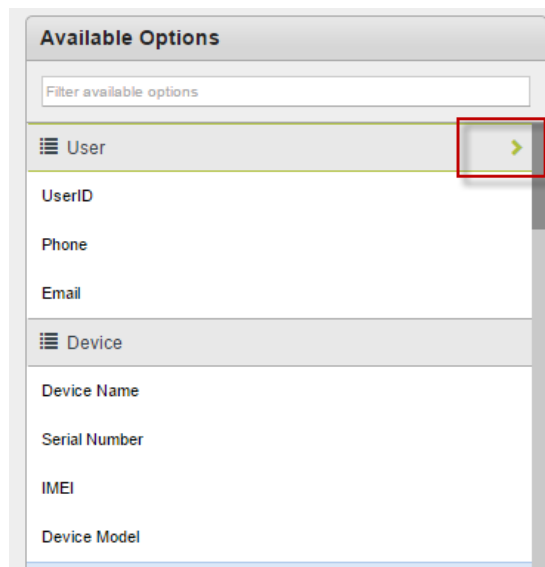 Available Options
Filter available options
User
UserID
Phone
Email
Device
Device Name
Serial Number
IMEI
Device Model